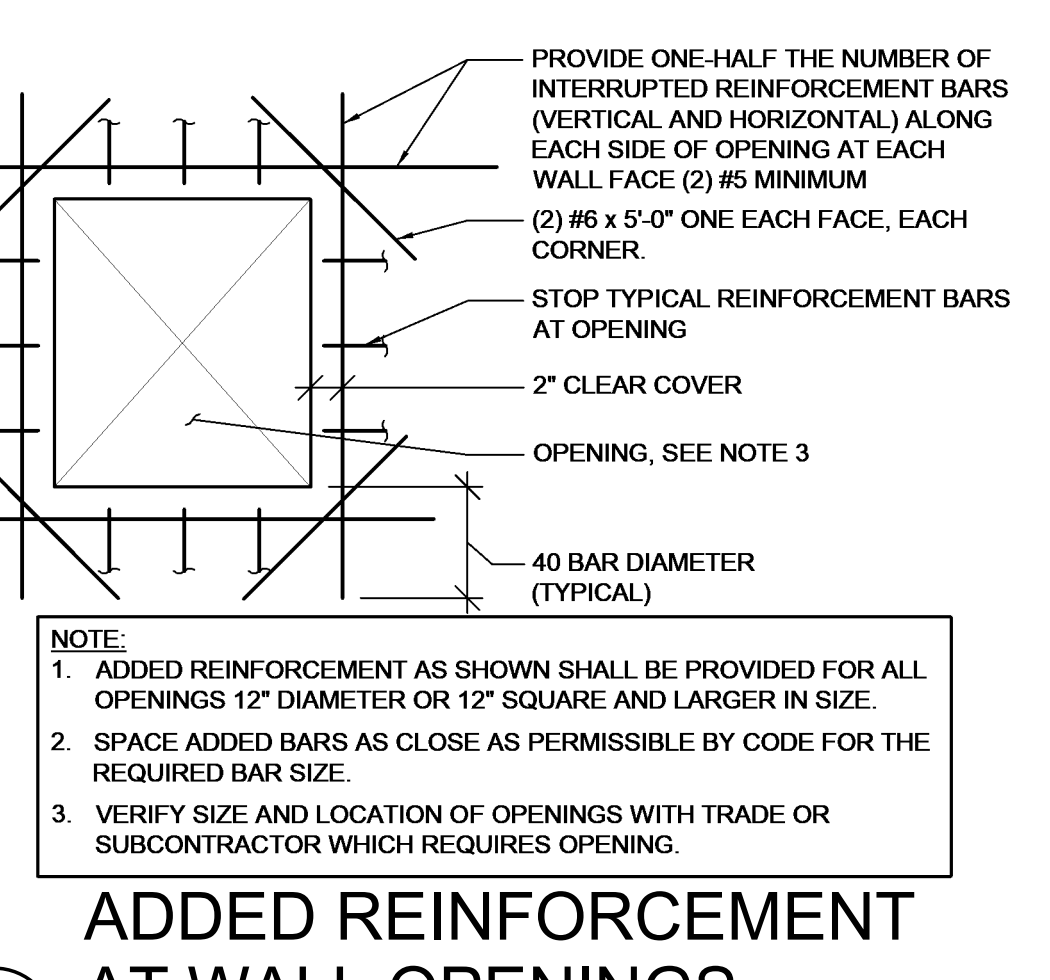 PROVIDE ONE-HALF THE NUMBER OF
INTERRUPTED REINFORCEMENT BARS
(VERTICAL AND HORIZONTAL) ALONG
EACH SIDE OF OPENING AT EACH
WALL FACE (2) #5 MINIMUM
(2) #6 x 5'-0" ONE EACH FACE, EACH
CORNER.
STOP TYPICAL REINFORCEMENT BARS
AT OPENING
2" CLEAR COVER
OPENING, SEE NOTE 3
40 BAR DIAMETER
(TYPICAL)
NOTE:
1. ADDED REINFORCEMENT AS SHOWN SHALL BE PROVIDED FOR ALL
OPENINGS 12" DIAMETER OR 12" SQUARE AND LARGER IN SIZE.
2. SPACE ADDED BARS AS CLOSE AS PERMISSIBLE BY CODE FOR THE
REQUIRED BAR SIZE.
3. VERIFY SIZE AND LOCATION OF OPENINGS WITH TRADE OR
SUBCONTRACTOR WHICH REQUIRES OPENING.
ADDED REINFORCEMENT
AT WALL OPENINGS